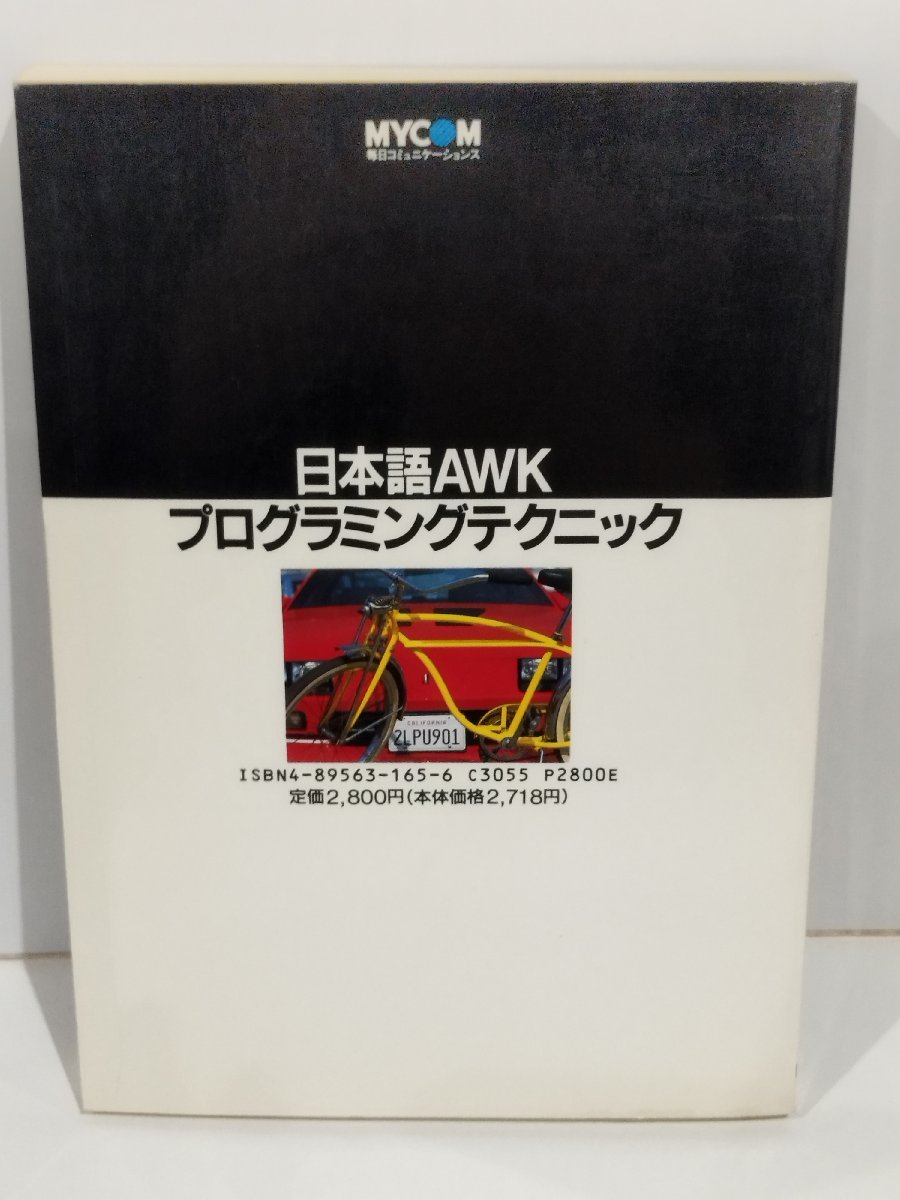 MYCOM
毎日コミュニケーションズ
日本語AWK
プログラミングテクニック
CALIFORNIA
2LPU901
ISBN4-89563-165-6 C3055 P2800E
定価2,800円(本体価格2,718円)